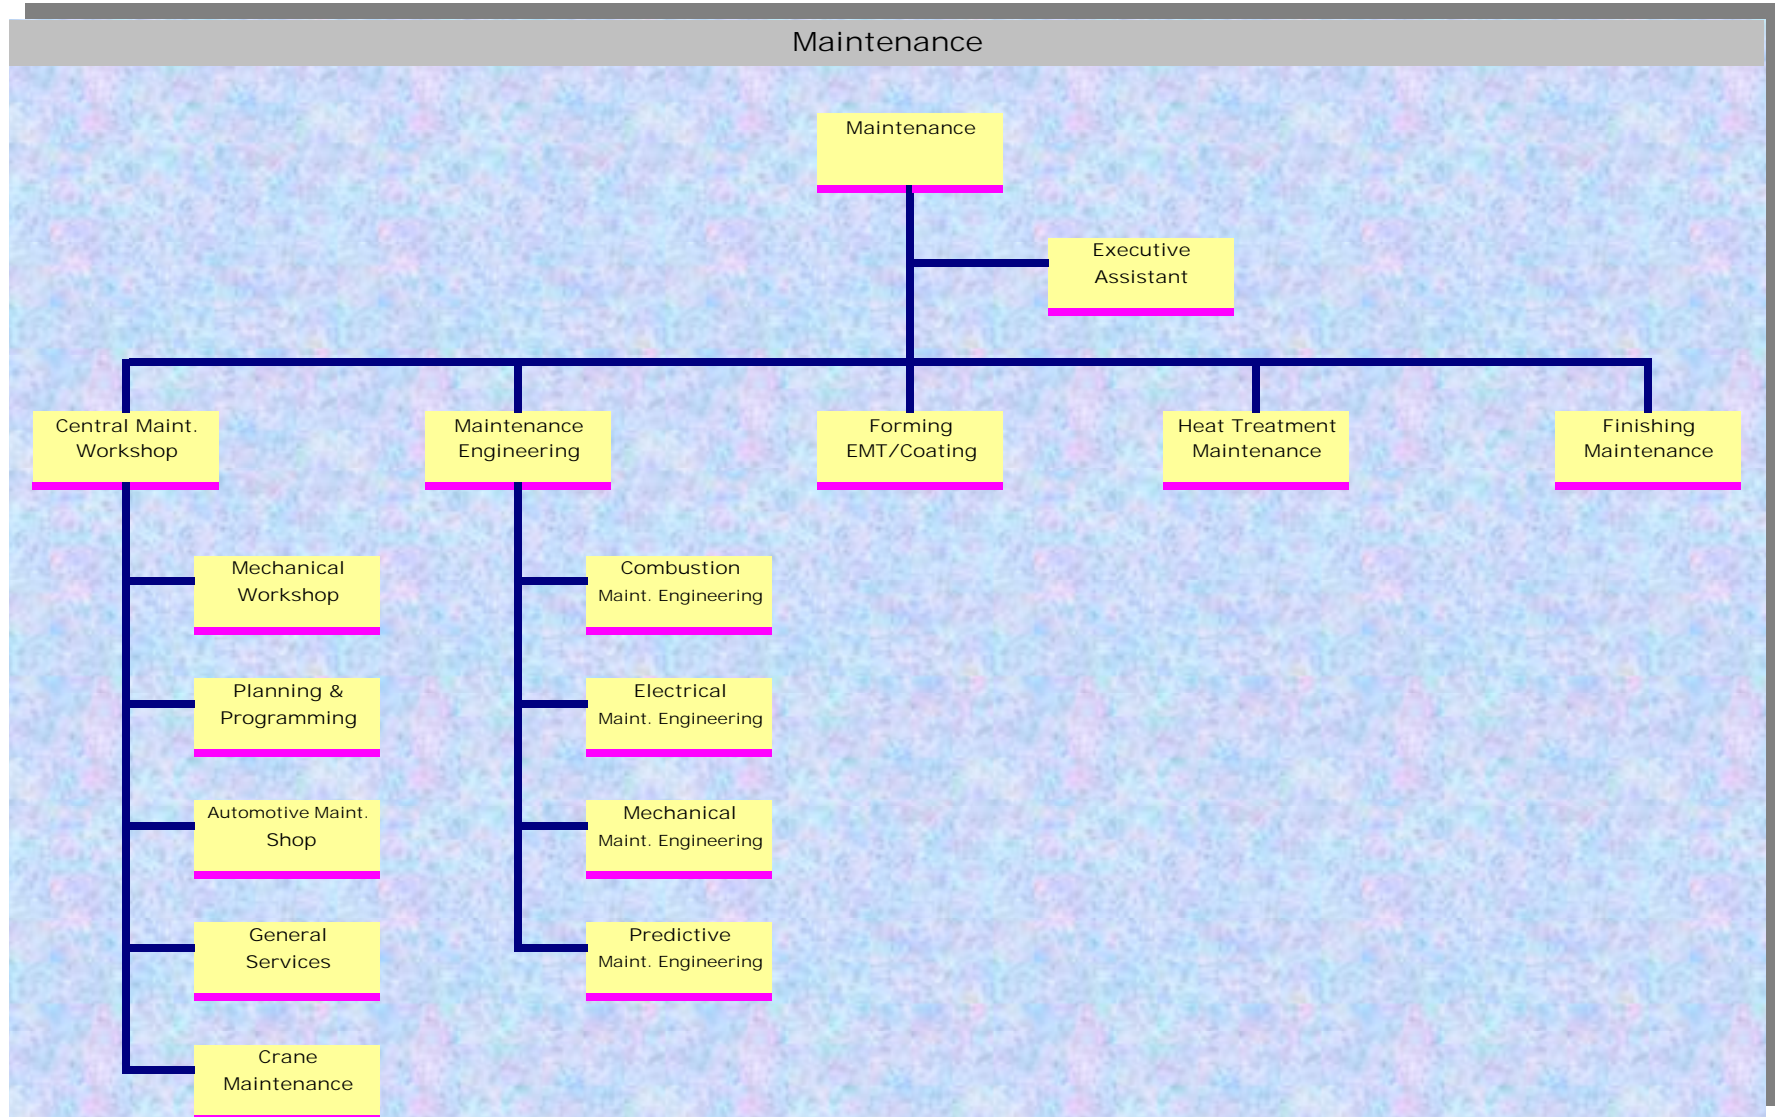 Maintenance
Maintenance
Executive
Assistant
Central Maint.
Workshop
Maintenance
Engineering
Forming
EMT/Coating
Heat Treatment
Maintenance
Finishing
Maintenance
Mechanical
Workshop
Combustion
Maint. Engineering
Planning &
Programming
Electrical
Maint. Engineering
Automotive Maint.
Shop
Mechanical
Maint. Engineering
General
Services
Predictive
Maint. Engineering
Crane
Maintenance